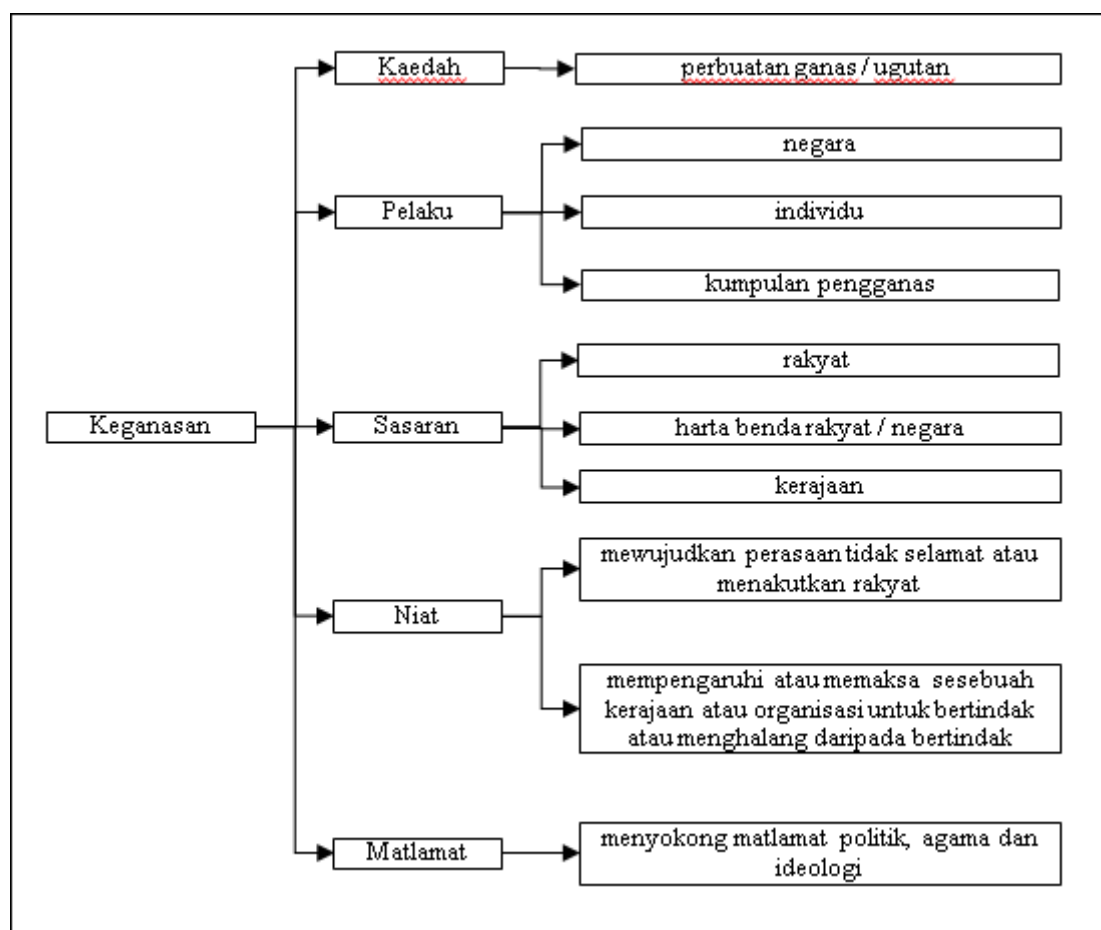 Kaedah
perbuatan ganas / ugutan
negara
Pelaku
individu
kumpulan pengganas
rakyat
Keganasan
Sasaran
harta benda rakyat / negara
kerajaan
mewujudkan perasaan tidak selamat atau
menakutkan rakyat
Niat
mempengaruhi atau memaksa sesebuah
kerajaan atau organisasi untuk bertindak
atau menghalang daripada bertindak
Matlamat
menyokong matlamat politik, agama dan
ideologi